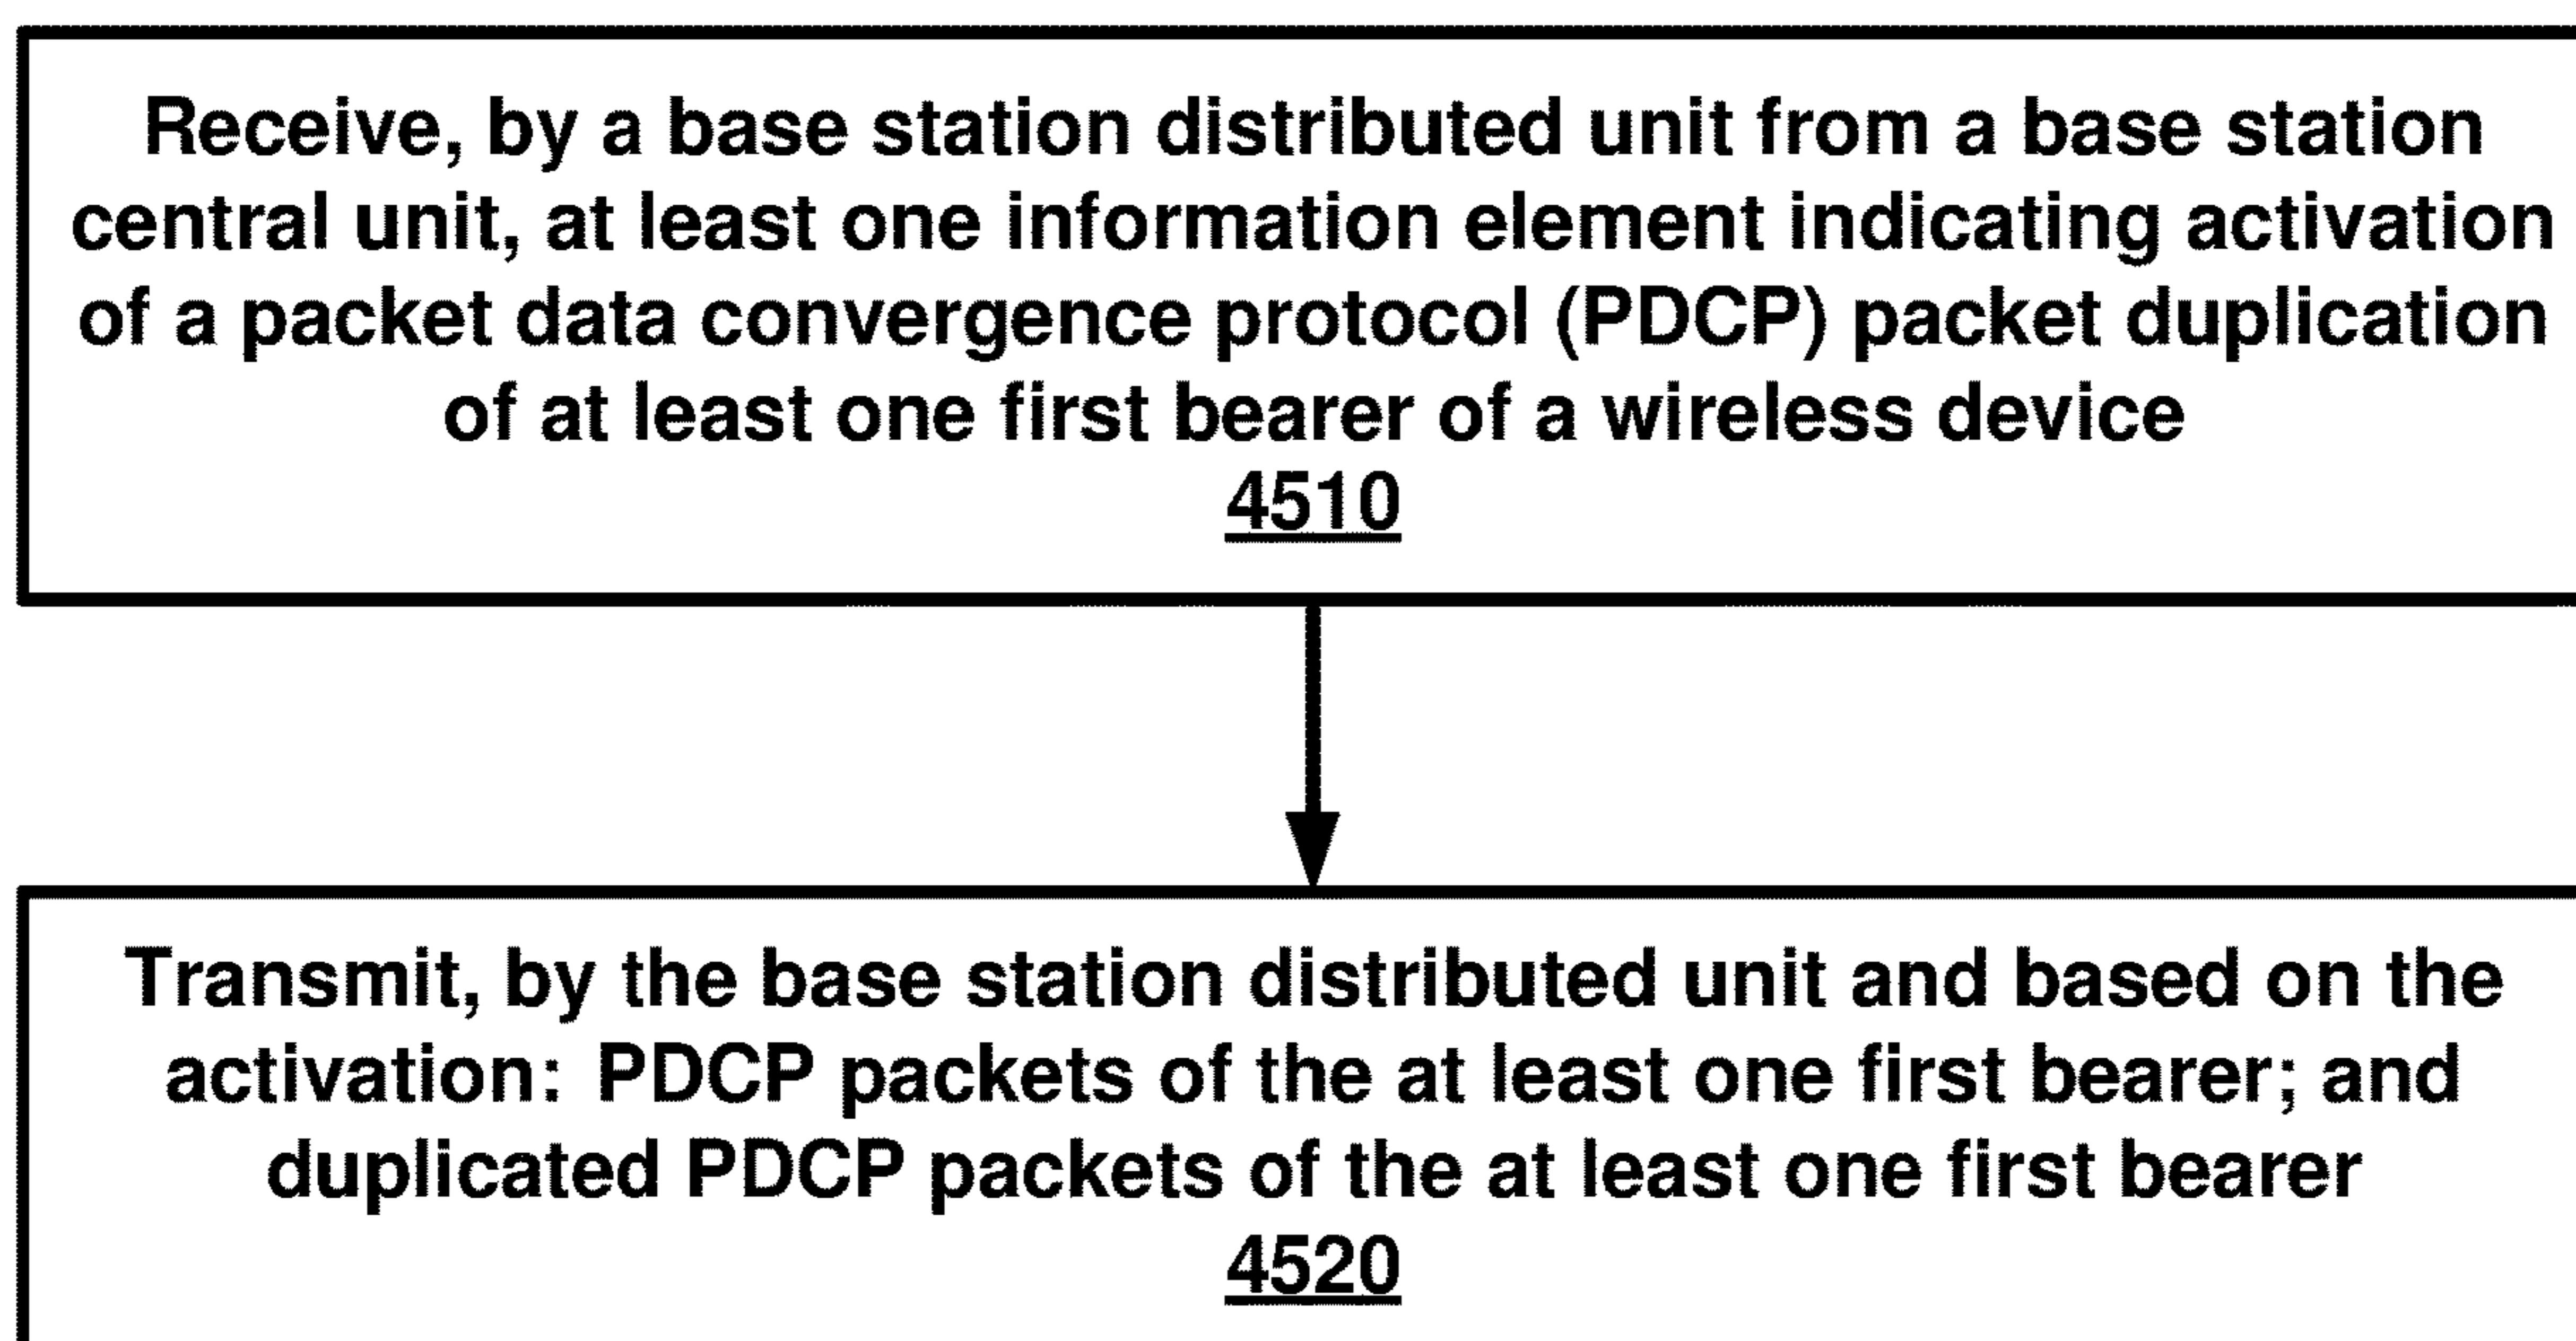 Receive, by a base station distributed unit from a base station
central unit, at least one information element indicating activation
of a packet data convergence protocol (PDCP) packet duplication
of at least one first bearer of a wireless device
4510
Transmit, by the base station distributed unit and based on the
activation: PDCP packets of the at least one first bearer; and
duplicated PDCP packets of the at least one first bearer
4520